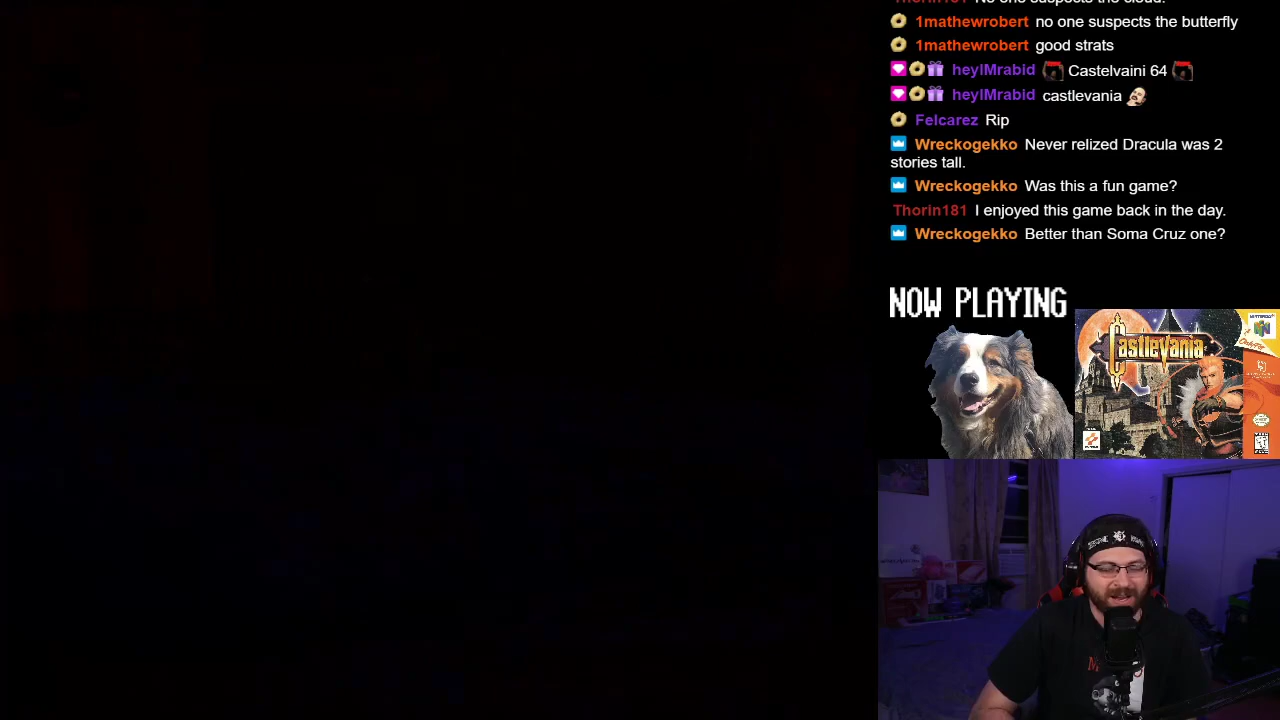 1mathewrobert no one suspects the butterfly
1mathewrobert good strats
heyIMrabid Castelvaini 64
heyIMrabid castlevania
Felcarez Rip
Wreckogekko Never relized Dracula was 2
stories tall.
Wreckogekko Was this a fun game?
Thorin181 I enjoyed this game back in the day.
Wreckogekko Better than Soma Cruz one?
NOW PLAYING
Castlevania